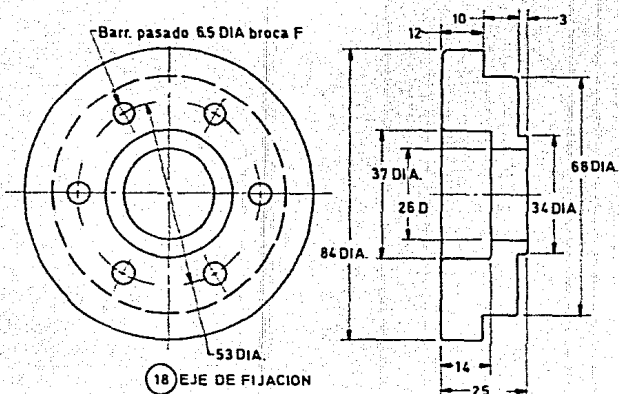 Barr. pasado 6.5 DIA broca F
10
3
12
37 DIA.
26 D
34 DIA
68 DIA.
84 DIA.
53 DIA.
14
25
18 EJE DE FIJACION